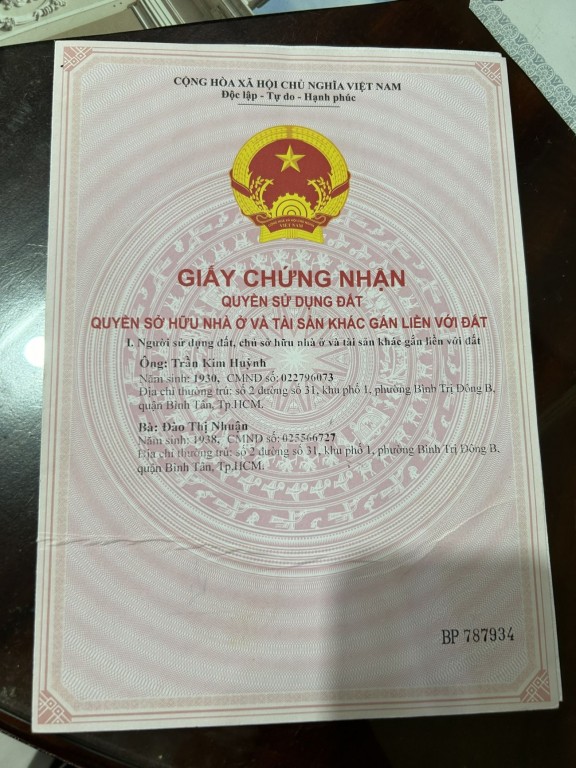 CỘNG HÒA XÃ HỘI CHỦ NGHĨA VIỆT NAM
Độc lập - Tự do - Hạnh phúc
VIỆT NAM
GIẤY CHỨNG NHẬN
QUYỀN SỬ DỤNG ĐẤT
QUYỀN SỞ HỮU NHÀ Ở VÀ TÀI SẢN KHÁC GẮN LIỀN VỚI ĐẤT
I. Người sử dụng đất, chủ sở hữu nhà ở và tài sản khác gắn liền với đất
Ông: Trần Kim Huỳnh
Năm sinh: 1930, CMND số: 022796073
Địa chỉ thường trú: số 2 đường số 31, khu phố 1, phường Bình Trị Đông B,
quận Bình Tân, Tp.HCM.
Bà: Đào Thị Nhuận
Năm sinh: 1938, CMND số: 025566727
Địa chỉ thường trú: số 2 đường số 31, khu phố 1, phường Bình Trị Đông B,
quận Bình Tân, Tp.HCM.
BP 787934